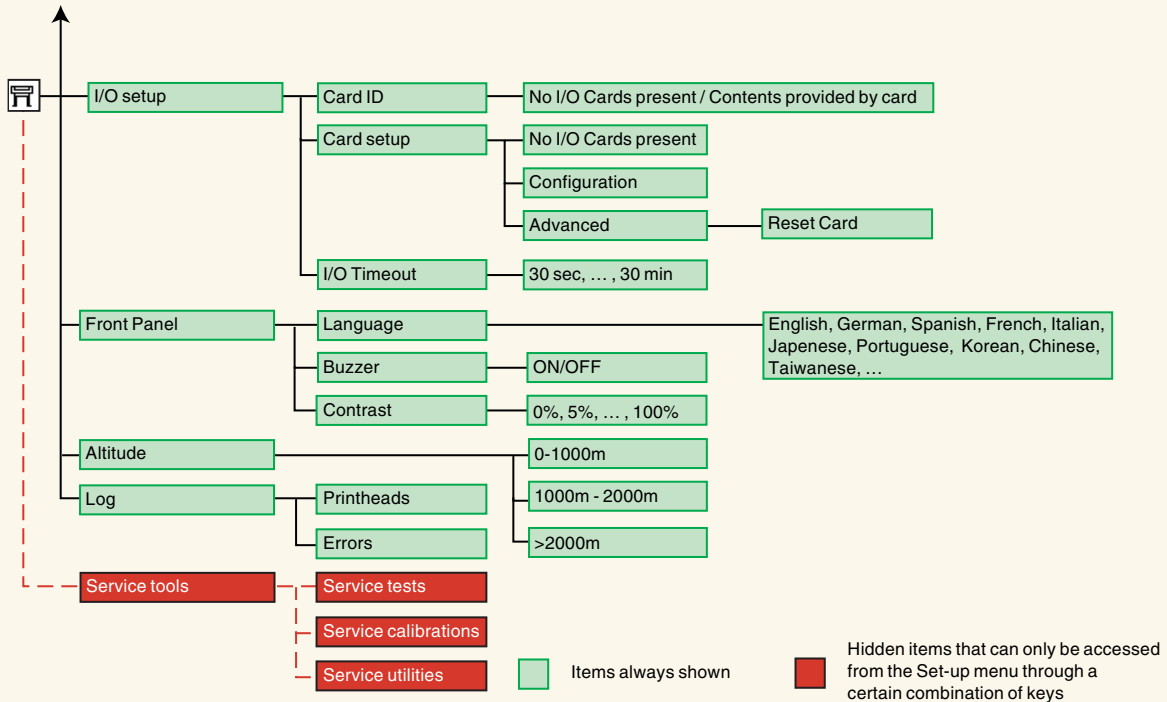 I/O setup
Card ID
No I/O Cards present / Contents provided by card
Card setup
No I/O Cards present
Configuration
Advanced
Reset Card
I/O Timeout
30 sec, ... , 30 min
Front Panel
Language
English, German, Spanish, French, Italian,
Japenese, Portuguese, Korean, Chinese,
Taiwanese, ...
Buzzer
ON/OFF
Contrast
0%, 5%, ... , 100%
Altitude
0-1000m
1000m - 2000m
>2000m
Log
Printheads
Errors
Service tools
Service tests
Service calibrations
Service utilities
Items always shown
Hidden items that can only be accessed
from the Set-up menu through a
certain combination of keys